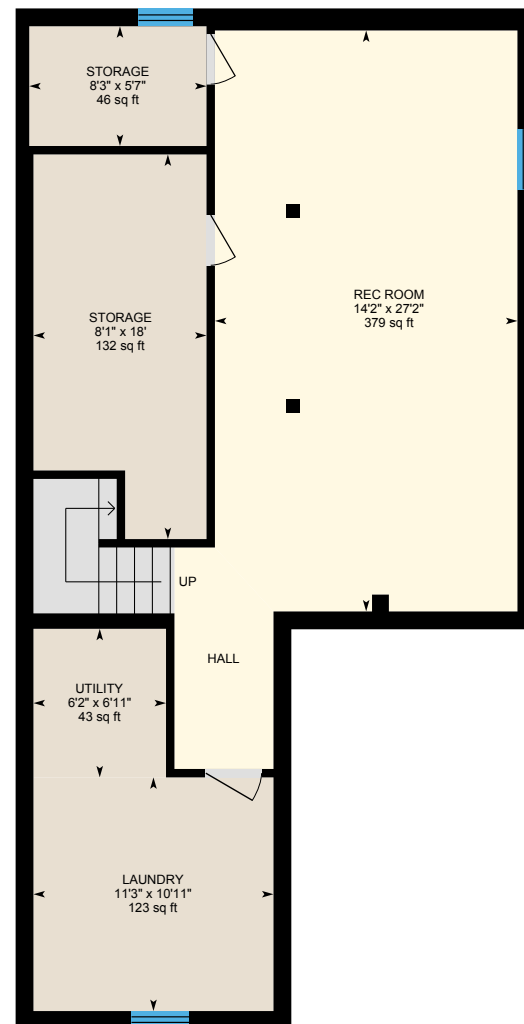 STORAGE
8'3" x 5'7"
46 sq ft
STORAGE
8'1" x 18'
132 sq ft
REC ROOM
14'2" x 27'2"
379 sq ft
UP
HALL
UTILITY
6'2" x 6'11"
43 sq ft
LAUNDRY
11'3" x 10'11"
123 sq ft